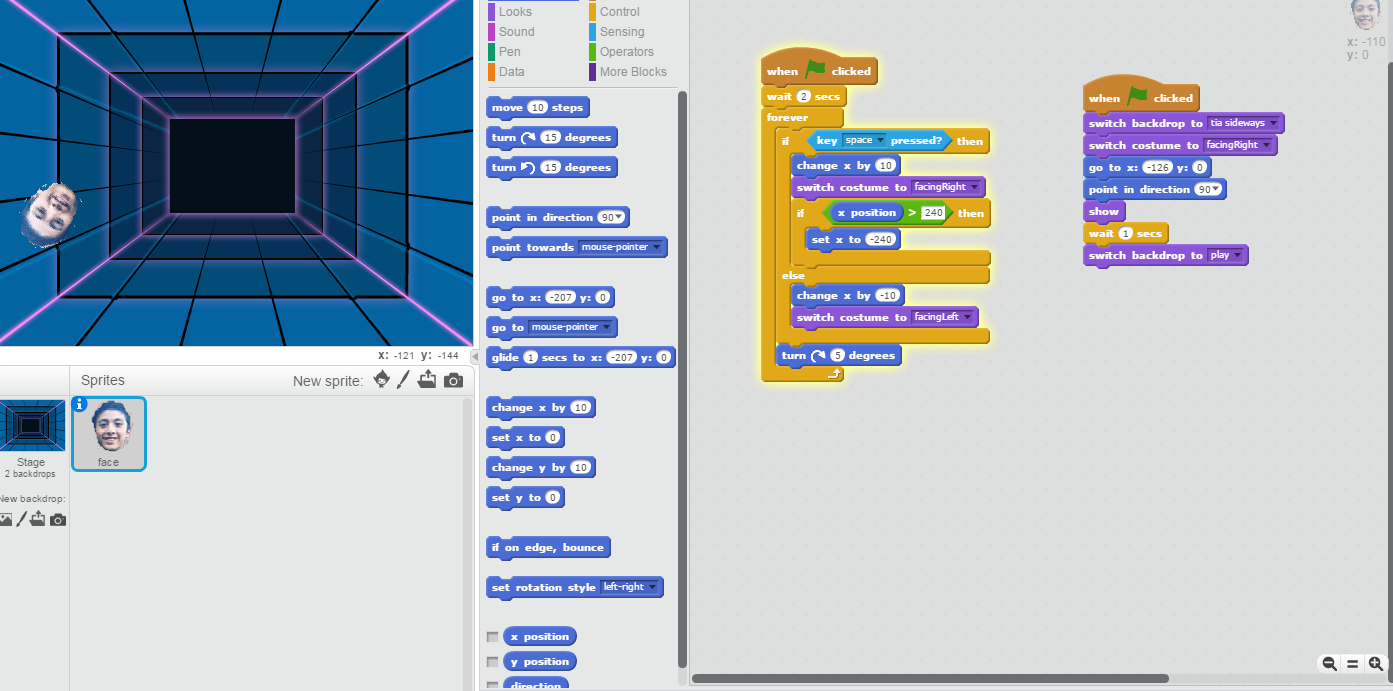 Looks
Control
Sound
Sensing
Pen
Operators
Data
More Blocks
move 10 steps
turn 15 degrees
turn 15 degrees
point in direction 90
point towards mouse-pointer
go to x: -207 y: 0
go to mouse-pointer
glide 1 secs to x: -207 y: 0
change x by 10
set x to 0
change y by 10
set y to 0
if on edge, bounce
set rotation style left-right
x position
y position
direction
x: -121 y: -144
Sprites
New sprite:
Stage
2 backdrops
New backdrop:
face
when clicked
wait 2 secs
forever
if key space pressed? then
change x by 10
switch costume to facingRight
if x position > 240 then
set x to -240
else
change x by -10
switch costume to facingLeft
turn 5 degrees
when clicked
switch backdrop to tia sideways
switch costume to facingRight
go to x: -126 y: 0
point in direction 90
show
wait 1 secs
switch backdrop to play
x: -110
y: 0